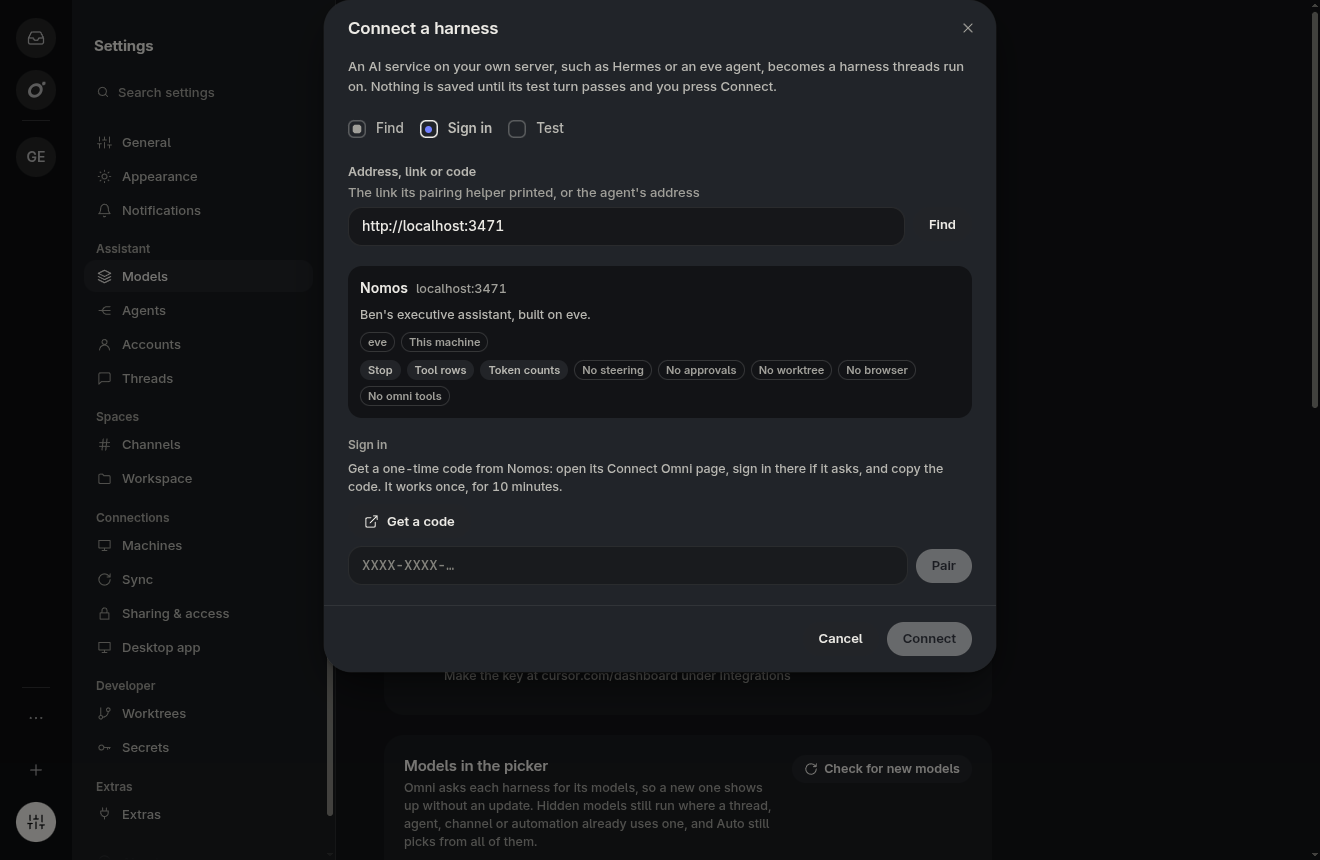 Connect a harness
An AI service on your own server, such as Hermes or an eve agent, becomes a harness threads run
on. Nothing is saved until its test turn passes and you press Connect.
Find
Sign in
Test
Address, link or code
The link its pairing helper printed, or the agent's address
http://localhost:3471
Find
Nomos localhost:3471
Ben's executive assistant, built on eve.
eve
This machine
Stop
Tool rows
Token counts
No steering
No approvals
No worktree
No browser
No omni tools
Sign in
Get a one-time code from Nomos: open its Connect Omni page, sign in there if it asks, and copy the
code. It works once, for 10 minutes.
Get a code
XXXX-XXXX-…
Pair
Cancel
Connect
GE
Settings
Search settings
General
Appearance
Notifications
Assistant
Models
Agents
Accounts
Threads
Spaces
Channels
Workspace
Connections
Machines
Sync
Sharing & access
Desktop app
Developer
Worktrees
Secrets
Extras
Extras
Make the key at cursor.com/dashboard under Integrations
Models in the picker
Check for new models
Omni asks each harness for its models, so a new one shows
up without an update. Hidden models still run where a thread,
agent, channel or automation already uses one, and Auto still
picks from all of them.